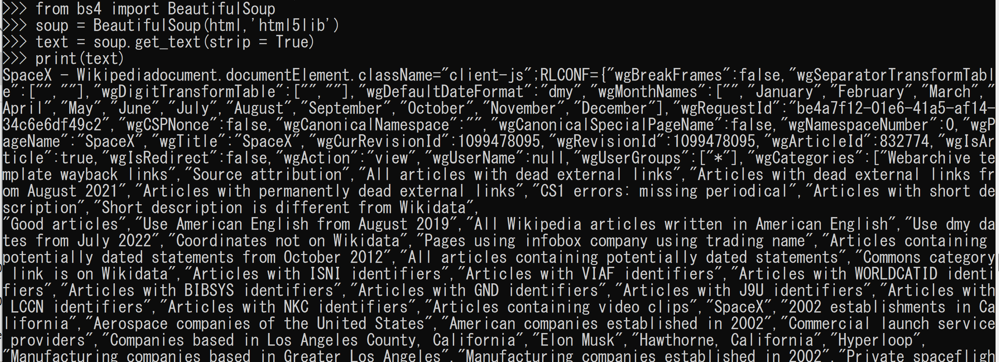 >>> from bs4 import BeautifulSoup
>>> soup = BeautifulSoup(html,'html5lib')
>>> text = soup.get_text(strip = True)
>>> print(text)
SpaceX - Wikipediadocument.documentElement.className="client-js";RLCONF={"wgBreakFrames":false,"wgSeparatorTransformTabl
e":["",""],"wgDigitTransformTable":["",""],"wgDefaultDateFormat":"dmy","wgMonthNames":["","January","February","March","
April","May","June","July","August","September","October","November","December"],"wgRequestId":"be4a7f12-01e6-41a5-af14-
34c6e6df49c2","wgCSPNonce":false,"wgCanonicalNamespace":"","wgCanonicalSpecialPageName":false,"wgNamespaceNumber":0,"wgP
ageName":"SpaceX","wgTitle":"SpaceX","wgCurRevisionId":1099478095,"wgRevisionId":1099478095,"wgArticleId":832774,"wgIsAr
ticle":true,"wgIsRedirect":false,"wgAction":"view","wgUserName":null,"wgUserGroups":["*"],"wgCategories":["Webarchive te
mplate wayback links","Source attribution","All articles with dead external links","Articles with dead external links fr
om August 2021","Articles with permanently dead external links","CS1 errors: missing periodical","Articles with short de
scription","Short description is different from Wikidata",
"Good articles","Use American English from August 2019","All Wikipedia articles written in American English","Use dmy da
tes from July 2022","Coordinates not on Wikidata","Pages using infobox company using trading name","Articles containing
potentially dated statements from October 2012","All articles containing potentially dated statements","Commons category
 link is on Wikidata","Articles with ISNI identifiers","Articles with VIAF identifiers","Articles with WORLDCATID identi
fiers","Articles with BIBSYS identifiers","Articles with GND identifiers","Articles with J9U identifiers","Articles with
 LCCN identifiers","Articles with NKC identifiers","Articles containing video clips","SpaceX","2002 establishments in Ca
lifornia","Aerospace companies of the United States","American companies established in 2002","Commercial launch service
 providers","Companies based in Los Angeles County, California","Elon Musk","Hawthorne, California","Hyperloop",
"Manufacturing companies based in Greater Los Angeles","Manufacturing companies established in 2002","Private spacefligh